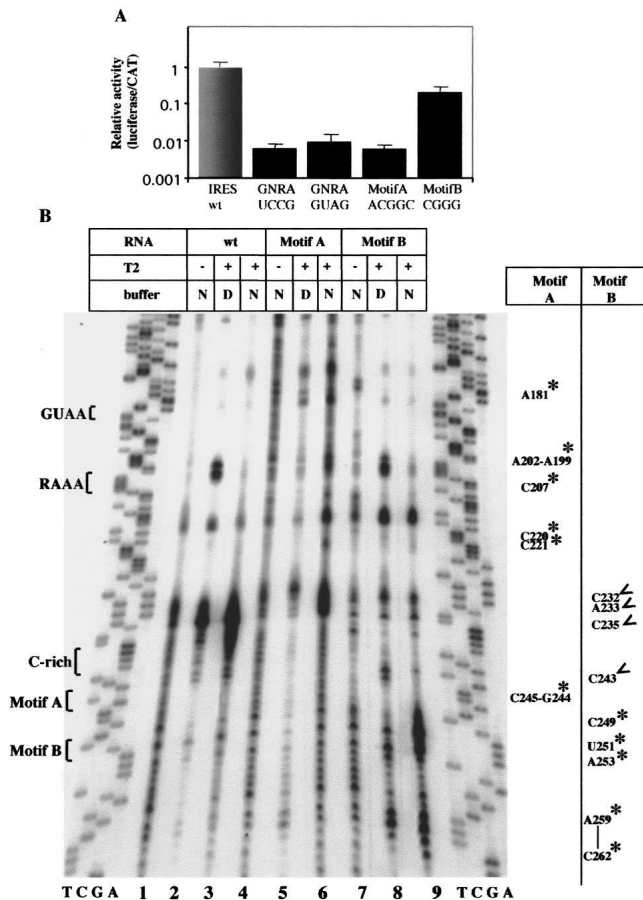 A
Relative activity
(luciferase/CAT)
1
0.1
0.01
0.001
IRES GNRA GNRA MotifA MotifB
wt UCCG GUAG ACGGC CGGG
B
RNA wt Motif A Motif B
T2 - + + - + + - + +
buffer N D N N D N N D N
Motif A Motif B
GUAA
RAAA
C-rich
Motif A
Motif B
A181*
A202-A199*
C207*
C220*
C221*
C245-G244*
C232
A233
C235
C243
C249*
U251*
A253*
A259*
C262*
T C G A 1 2 3 4 5 6 7 8 9 T C G A